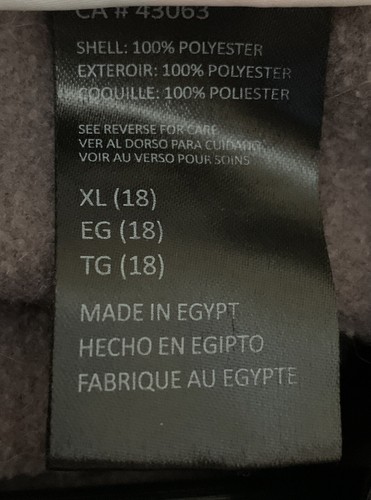 CA # 43063
SHELL: 100% POLYESTER
EXTEROIR: 100% POLYESTER
COQUILLE: 100% POLIESTER
SEE REVERSE FOR CARE
VER AL DORSO PARA CUIDADO
VOIR AU VERSO POUR SOINS
XL (18)
EG (18)
TG (18)
MADE IN EGYPT
HECHO EN EGIPTO
FABRIQUE AU EGYPTE